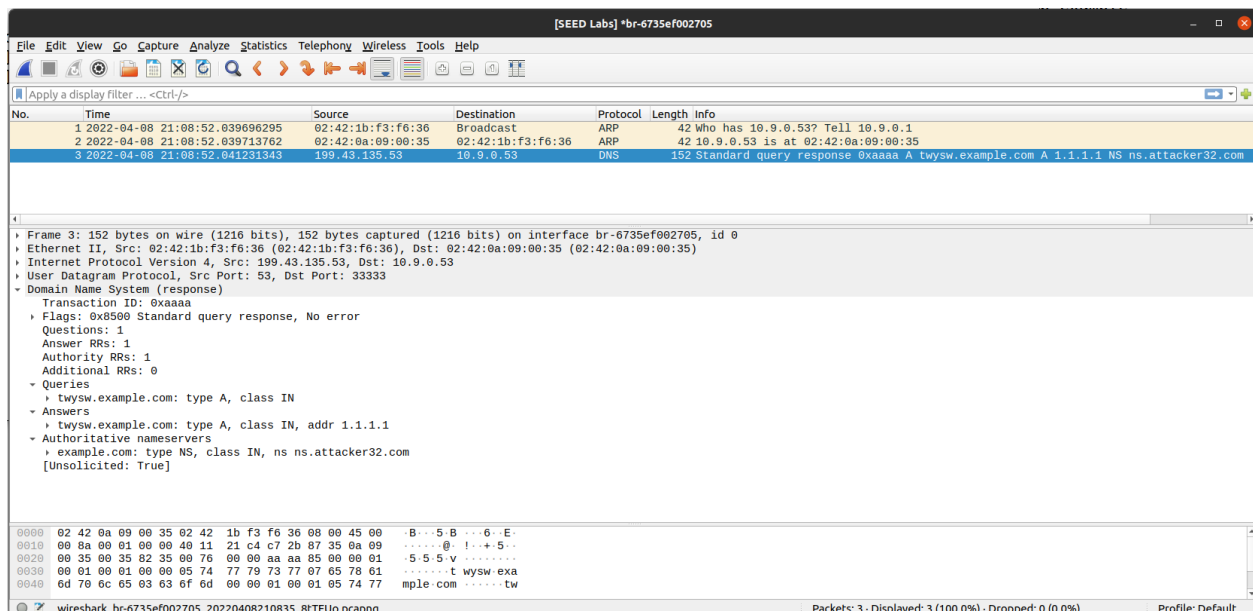 [SEED Labs] *br-6735ef002705
File Edit View Go Capture Analyze Statistics Telephony Wireless Tools Help
Apply a display filter … <Ctrl-/>
No. Time Source Destination Protocol Length Info
1 2022-04-08 21:08:52.039696295 02:42:1b:f3:f6:36 Broadcast ARP 42 Who has 10.9.0.53? Tell 10.9.0.1
2 2022-04-08 21:08:52.039713762 02:42:0a:09:00:35 02:42:1b:f3:f6:36 ARP 42 10.9.0.53 is at 02:42:0a:09:00:35
3 2022-04-08 21:08:52.041231343 199.43.135.53 10.9.0.53 DNS 152 Standard query response 0xaaaa A twysw.example.com A 1.1.1.1 NS ns.attacker32.com
Frame 3: 152 bytes on wire (1216 bits), 152 bytes captured (1216 bits) on interface br-6735ef002705, id 0
Ethernet II, Src: 02:42:1b:f3:f6:36 (02:42:1b:f3:f6:36), Dst: 02:42:0a:09:00:35 (02:42:0a:09:00:35)
Internet Protocol Version 4, Src: 199.43.135.53, Dst: 10.9.0.53
User Datagram Protocol, Src Port: 53, Dst Port: 33333
Domain Name System (response)
Transaction ID: 0xaaaa
Flags: 0x8500 Standard query response, No error
Questions: 1
Answer RRs: 1
Authority RRs: 1
Additional RRs: 0
Queries
twysw.example.com: type A, class IN
Answers
twysw.example.com: type A, class IN, addr 1.1.1.1
Authoritative nameservers
example.com: type NS, class IN, ns ns.attacker32.com
[Unsolicited: True]
0000 02 42 0a 09 00 35 02 42 1b f3 f6 36 08 00 45 00 ·B···5·B ···6··E·
0010 00 8a 00 01 00 00 40 11 21 c4 c7 2b 87 35 0a 09 ······@· !··+·5··
0020 00 35 00 35 82 35 00 76 00 00 aa aa 85 00 00 01 ·5·5·5·v ········
0030 00 01 00 01 00 00 05 74 77 79 73 77 07 65 78 61 ·······t wysw·exa
0040 6d 70 6c 65 03 63 6f 6d 00 00 01 00 01 05 74 77 mple·com ······tw
wireshark_br-6735ef002705_20220408210835_8tTFUo.pcapng Packets: 3 · Displayed: 3 (100.0%) · Dropped: 0 (0.0%) Profile: Default